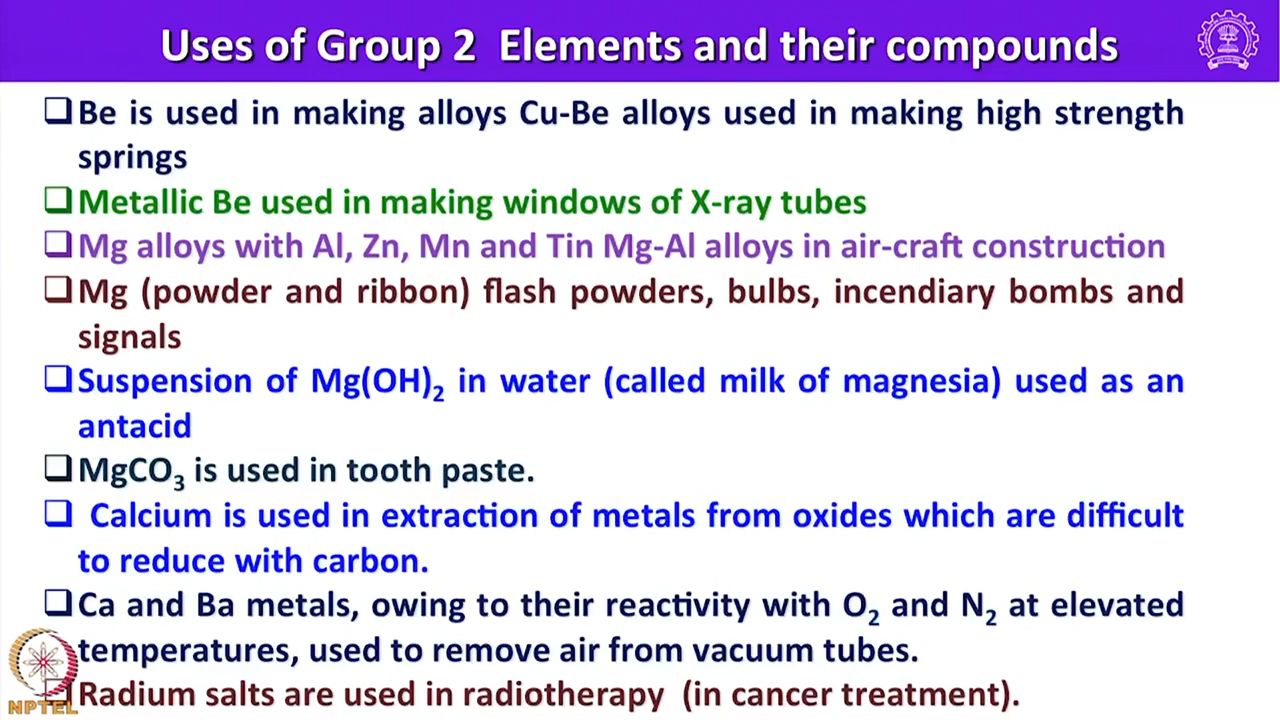 Uses of Group 2 Elements and their compounds
Be is used in making alloys Cu-Be alloys used in making high strength
springs
Metallic Be used in making windows of X-ray tubes
Mg alloys with Al, Zn, Mn and Tin Mg-Al alloys in air-craft construction
Mg (powder and ribbon) flash powders, bulbs, incendiary bombs and
signals
Suspension of Mg(OH)₂ in water (called milk of magnesia) used as an
antacid
MgCO₃ is used in tooth paste.
Calcium is used in extraction of metals from oxides which are difficult
to reduce with carbon.
Ca and Ba metals, owing to their reactivity with O₂ and N₂ at elevated
temperatures, used to remove air from vacuum tubes.
Radium salts are used in radiotherapy (in cancer treatment).
NPTEL